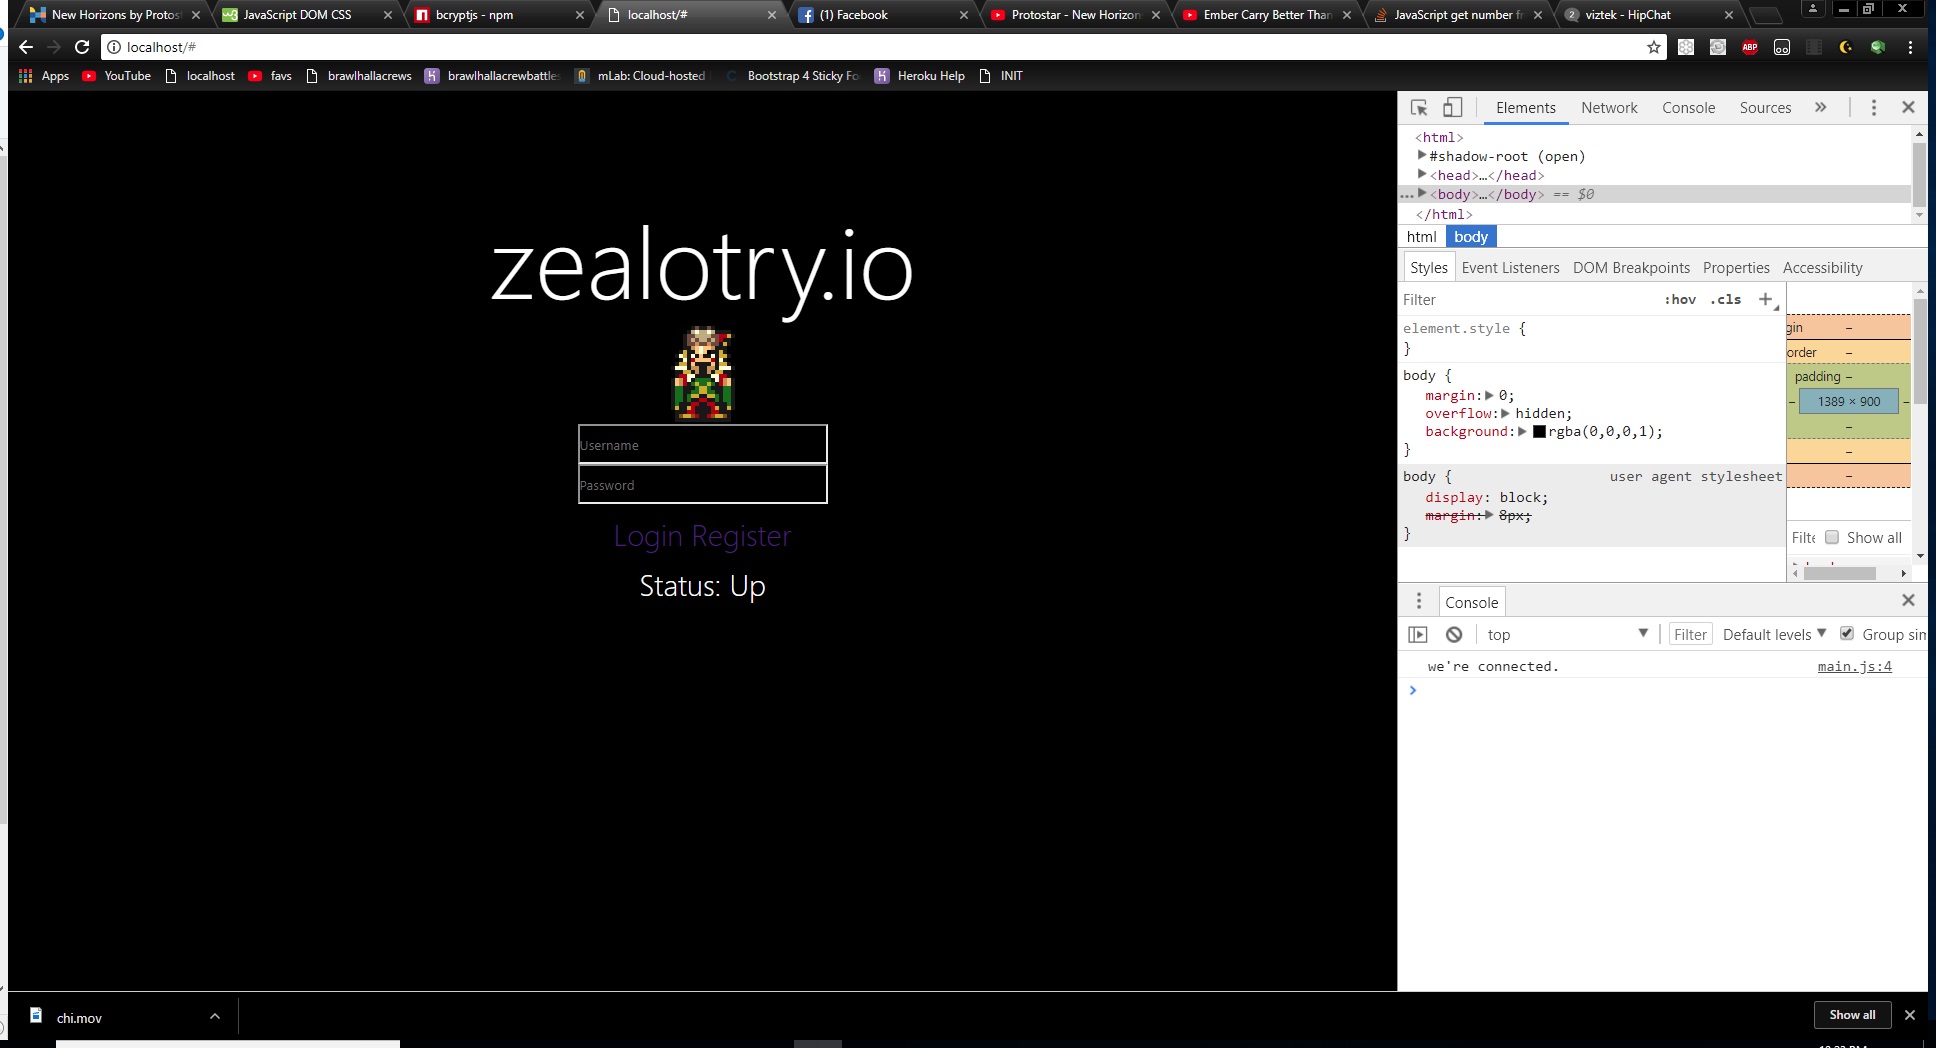 New Horizons by Protos
JavaScript DOM CSS
bcryptjs - npm
localhost/#
(1) Facebook
Protostar - New Horizon
Ember Carry Better Than
JavaScript get number f
viztek - HipChat
localhost/#
ABP
Apps YouTube localhost favs brawlhallacrews brawlhallacrewbattle mLab: Cloud-hosted Bootstrap 4 Sticky Fo Heroku Help INIT
zealotry.io
Username
Password
Login Register
Status: Up
Elements Network Console Sources »
<html>
#shadow-root (open)
<head>…</head>
... <body>…</body> == $0
</html>
html body
Styles Event Listeners DOM Breakpoints Properties Accessibility
Filter :hov .cls +
element.style {
}
body {
margin: 0;
overflow: hidden;
background: rgba(0,0,0,1);
}
body { user agent stylesheet
display: block;
margin: 8px;
}
gin –
order –
padding –
– 1389 × 900 –
–
–
–
Filte Show all
Console
top Filter Default levels Group sim
we're connected. main.js:4
chi.mov
Show all